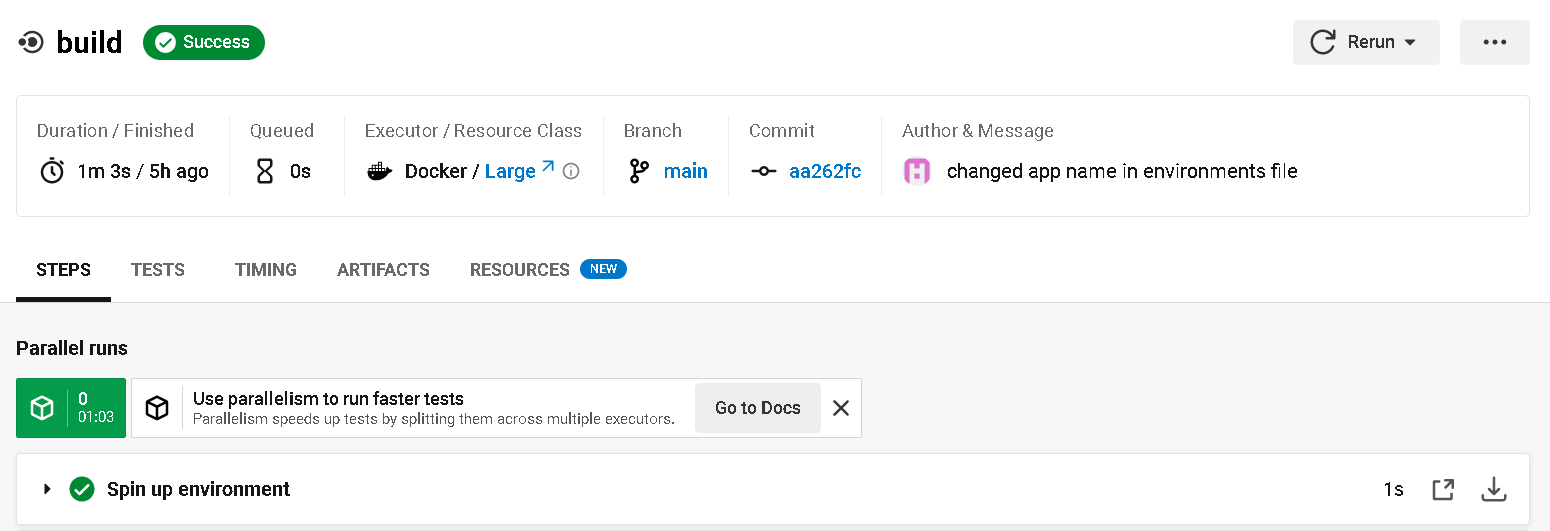 build Success Rerun
Duration / Finished Queued Executor / Resource Class Branch Commit Author & Message
1m 3s / 5h ago 0s Docker / Large main aa262fc changed app name in environments file
STEPS TESTS TIMING ARTIFACTS RESOURCES NEW
Parallel runs
0
01:03
Use parallelism to run faster tests
Parallelism speeds up tests by splitting them across multiple executors.
Go to Docs
Spin up environment 1s